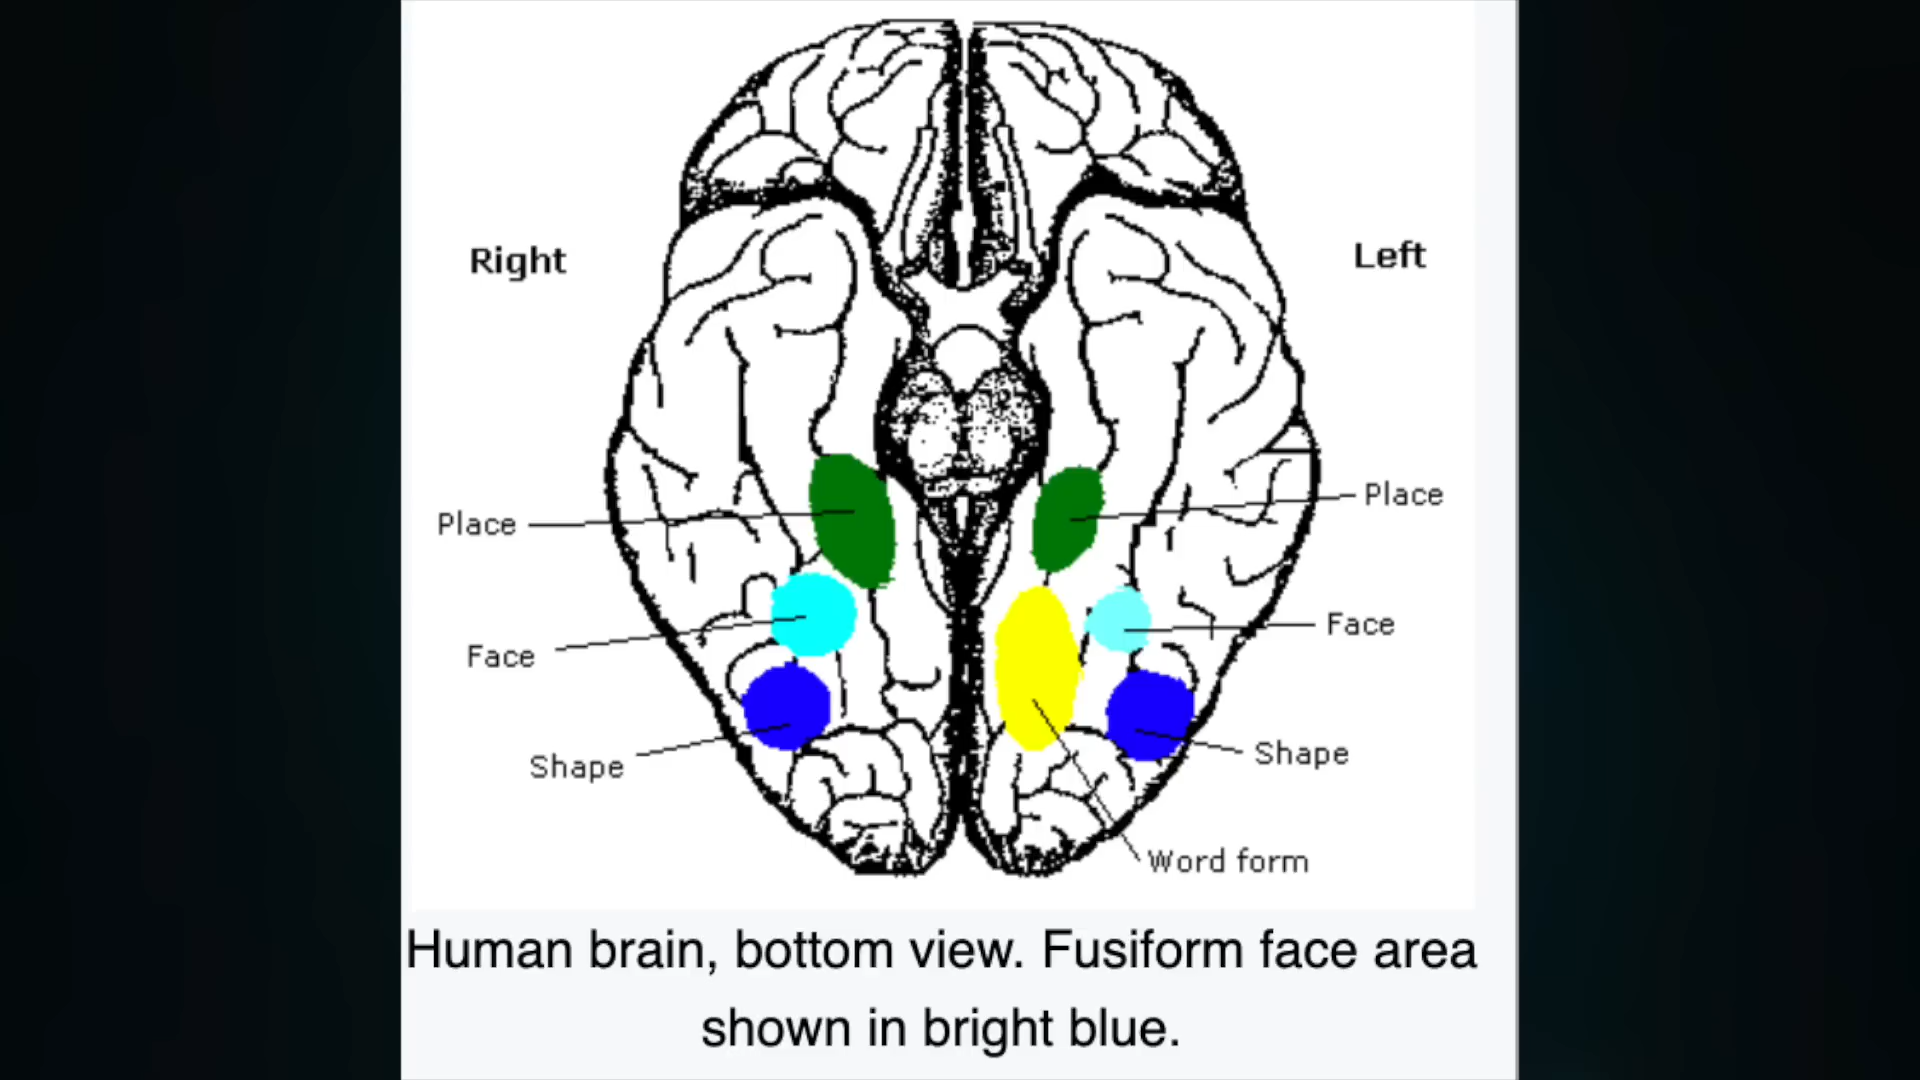 Right
Left
Place
Place
Face
Face
Shape
Shape
Word form
Human brain, bottom view. Fusiform face area
shown in bright blue.